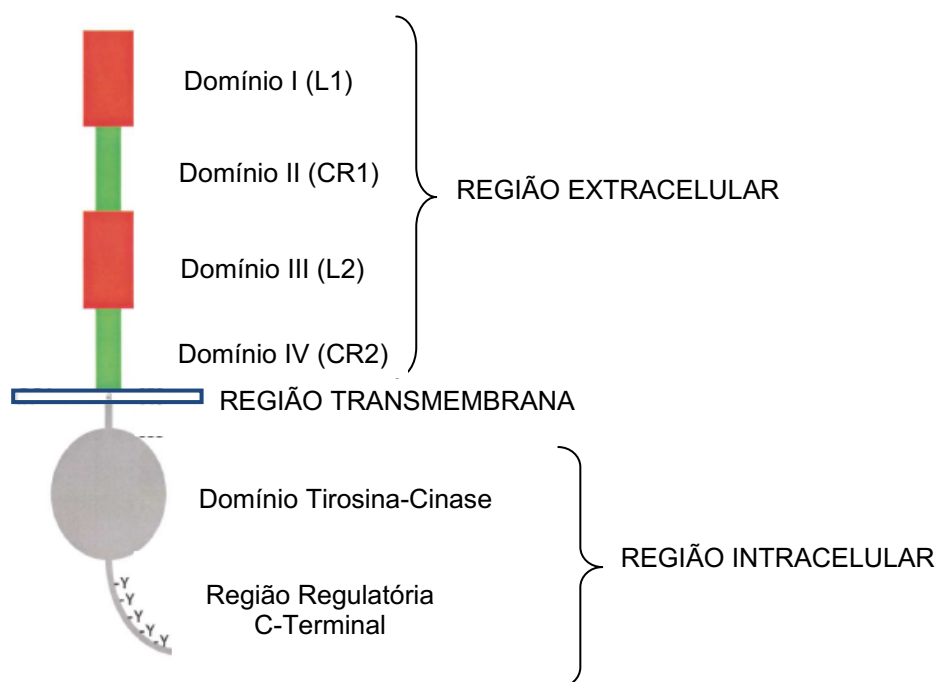 Domínio I (L1)
Domínio II (CR1)
REGIÃO EXTRACELULAR
Domínio III (L2)
Domínio IV (CR2)
REGIÃO TRANSMEMBRANA
Domínio Tirosina-Cinase
REGIÃO INTRACELULAR
Região Regulatória
C-Terminal
-Y
-Y
-Y
-Y
-Y